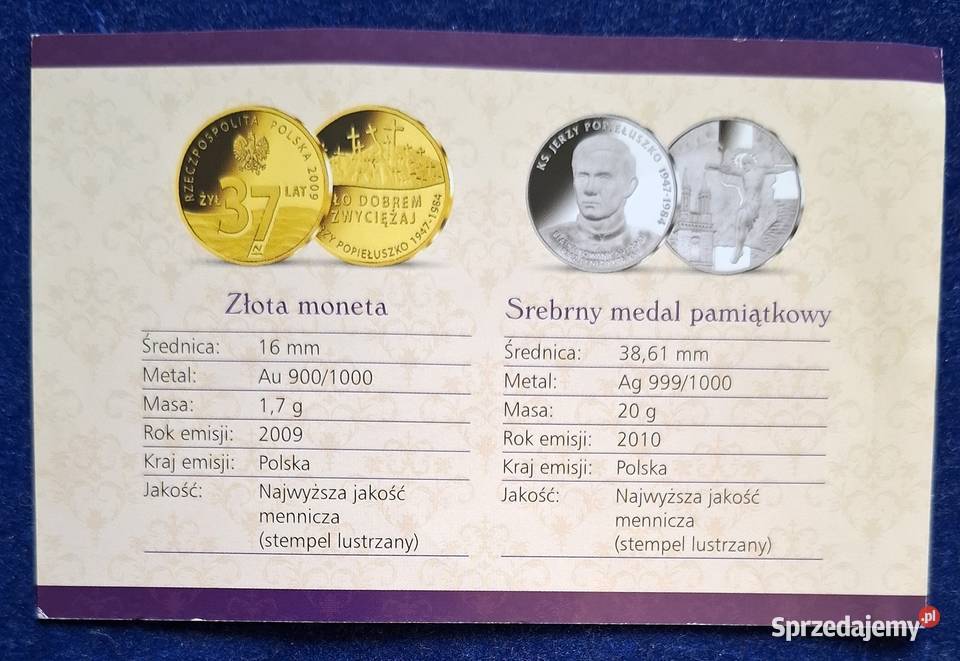 RZECZPOSPOLITA POLSKA 2009
ŻYŁ 37 LAT
ZŁ
ŁO DOBREM
ZWYCIĘŻAJ
RZY POPIEŁUSZKO 1947-1984
KS. JERZY POPIEŁUSZKO 1947-1984
Złota moneta
Średnica: 16 mm
Metal: Au 900/1000
Masa: 1,7 g
Rok emisji: 2009
Kraj emisji: Polska
Jakość: Najwyższa jakość
mennicza
(stempel lustrzany)
Srebrny medal pamiątkowy
Średnica: 38,61 mm
Metal: Ag 999/1000
Masa: 20 g
Rok emisji: 2010
Kraj emisji: Polska
Jakość: Najwyższa jakość
mennicza
(stempel lustrzany)
Sprzedajemy.pl